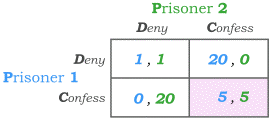 Prisoner 2
Deny Confess
Deny 1 , 1 20 , 0
Prisoner 1
Confess 0 , 20 5 , 5